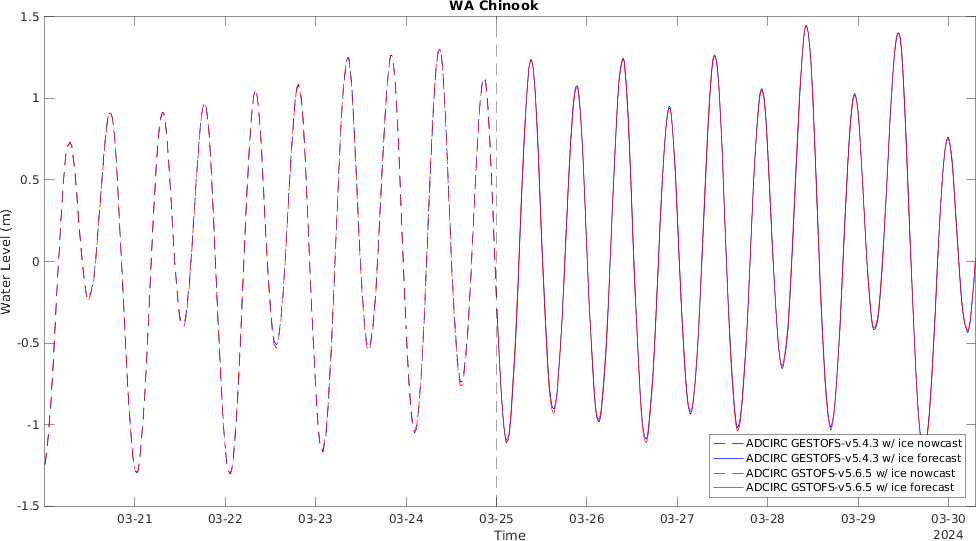 WA Chinook
1.5
1
0.5
0
-0.5
-1
-1.5
Water Level (m)
ADCIRC GESTOFS-v5.4.3 w/ ice nowcast
ADCIRC GESTOFS-v5.4.3 w/ ice forecast
ADCIRC GSTOFS-v5.6.5 w/ ice nowcast
ADCIRC GSTOFS-v5.6.5 w/ ice forecast
03-21 03-22 03-23 03-24 03-25 03-26 03-27 03-28 03-29 03-30
Time 2024